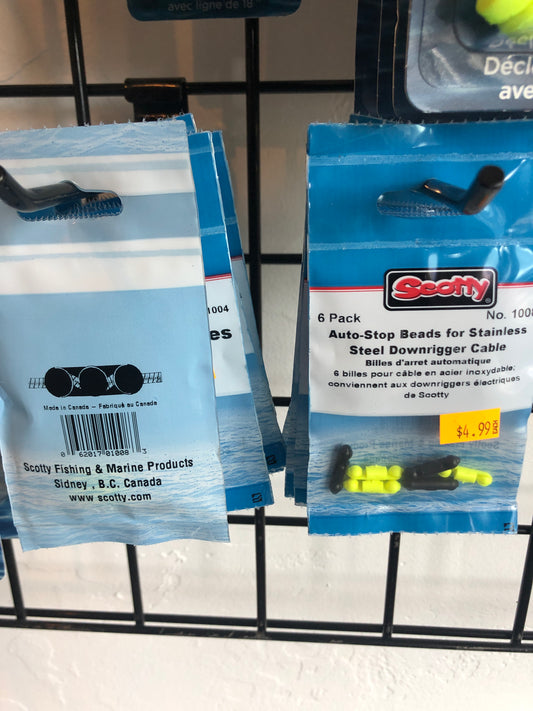 avec ligne de 18"
Décl
ave
1004
es
Made in Canada – Fabriqué au Canada
0 62017 01008 3
Scotty Fishing & Marine Products
Sidney , B.C. Canada
www.scotty.com
Scotty
6 Pack No. 1008
Auto-Stop Beads for Stainless
Steel Downrigger Cable
Billes d'arret automatique
6 billes pour câble en acier inoxydable;
conviennent aux downriggers électriques
de Scotty
$4.99